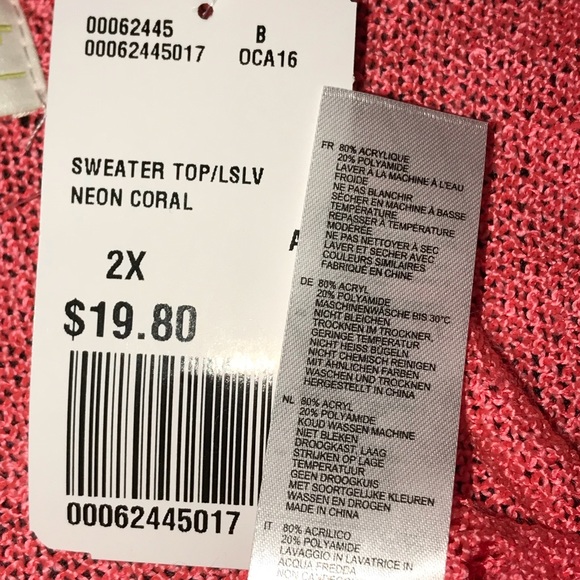 00062445 B
00062445017 OCA16
SWEATER TOP/LSLV
NEON CORAL
2X
$19.80
00062445017
FR 80% ACRYLIQUE
20% POLYAMIDE
LAVER À LA MACHINE À L'EAU
FROIDE
NE PAS BLANCHIR
SÉCHER EN MACHINE À BASSE
TEMPÉRATURE
REPASSER À TEMPÉRATURE
MODÉRÉE
NE PAS NETTOYER À SEC
LAVER ET SÉCHER AVEC
COULEURS SIMILAIRES
FABRIQUÉ EN CHINE
DE 80% ACRYL
20% POLYAMIDE
MASCHINENWÄSCHE BIS 30°C
NICHT BLEICHEN
TROCKNEN IM TROCKNER,
GERINGE TEMPERATUR
NICHT HEISS BÜGELN
NICHT CHEMISCH REINIGEN
MIT ÄHNLICHEN FARBEN
WASCHEN UND TROCKNEN
HERGESTELLT IN CHINA
NL 80% ACRYL
20% POLYAMIDE
KOUD WASSEN MACHINE
NIET BLEKEN
DROOGKAST, LAAG
STRIJKEN OP LAGE
TEMPERATUUR
GEEN DROOGKUIS
MET SOORTGELIJKE KLEUREN
WASSEN EN DROGEN
MADE IN CHINA
IT 80% ACRILICO
20% POLIAMIDE
LAVAGGIO IN LAVATRICE IN
ACQUA FREDDA